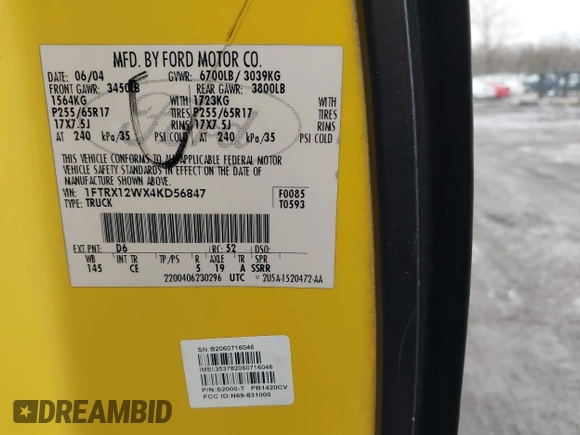 MFD. BY FORD MOTOR CO.
DATE: 06/04 GVWR: 6700LB/ 3039KG
FRONT GAWR: 3450LB REAR GAWR: 3800LB
1564KG WITH 1723KG WITH
P255/65R17 TIRES P255/65R17 TIRES
17X7.5J RIMS 17X7.5J RIMS
AT 240 kPa/35 PSI COLD AT 240 kPa/35 PSI COLD
THIS VEHICLE CONFORMS TO ALL APPLICABLE FEDERAL MOTOR
VEHICLE SAFETY STANDARDS IN EFFECT ON THE DATE OF
MANUFACTURE SHOWN ABOVE.
VIN: 1FTRX12WX4KD56847 F0085
TYPE: TRUCK T0593
EXT PNT: D6 RC: 52 DSO:
WB INT TR TP/PS R AXLE TR SPR
145 CE 5 19 A SSRR
2200406230296 UTC 2U5A-1520472-AA
Ford
SN:B2060716046
IMEI:353762060716046
P/N:S2000-T PB1420CV
FCC ID:N69-831000
DREAMBID